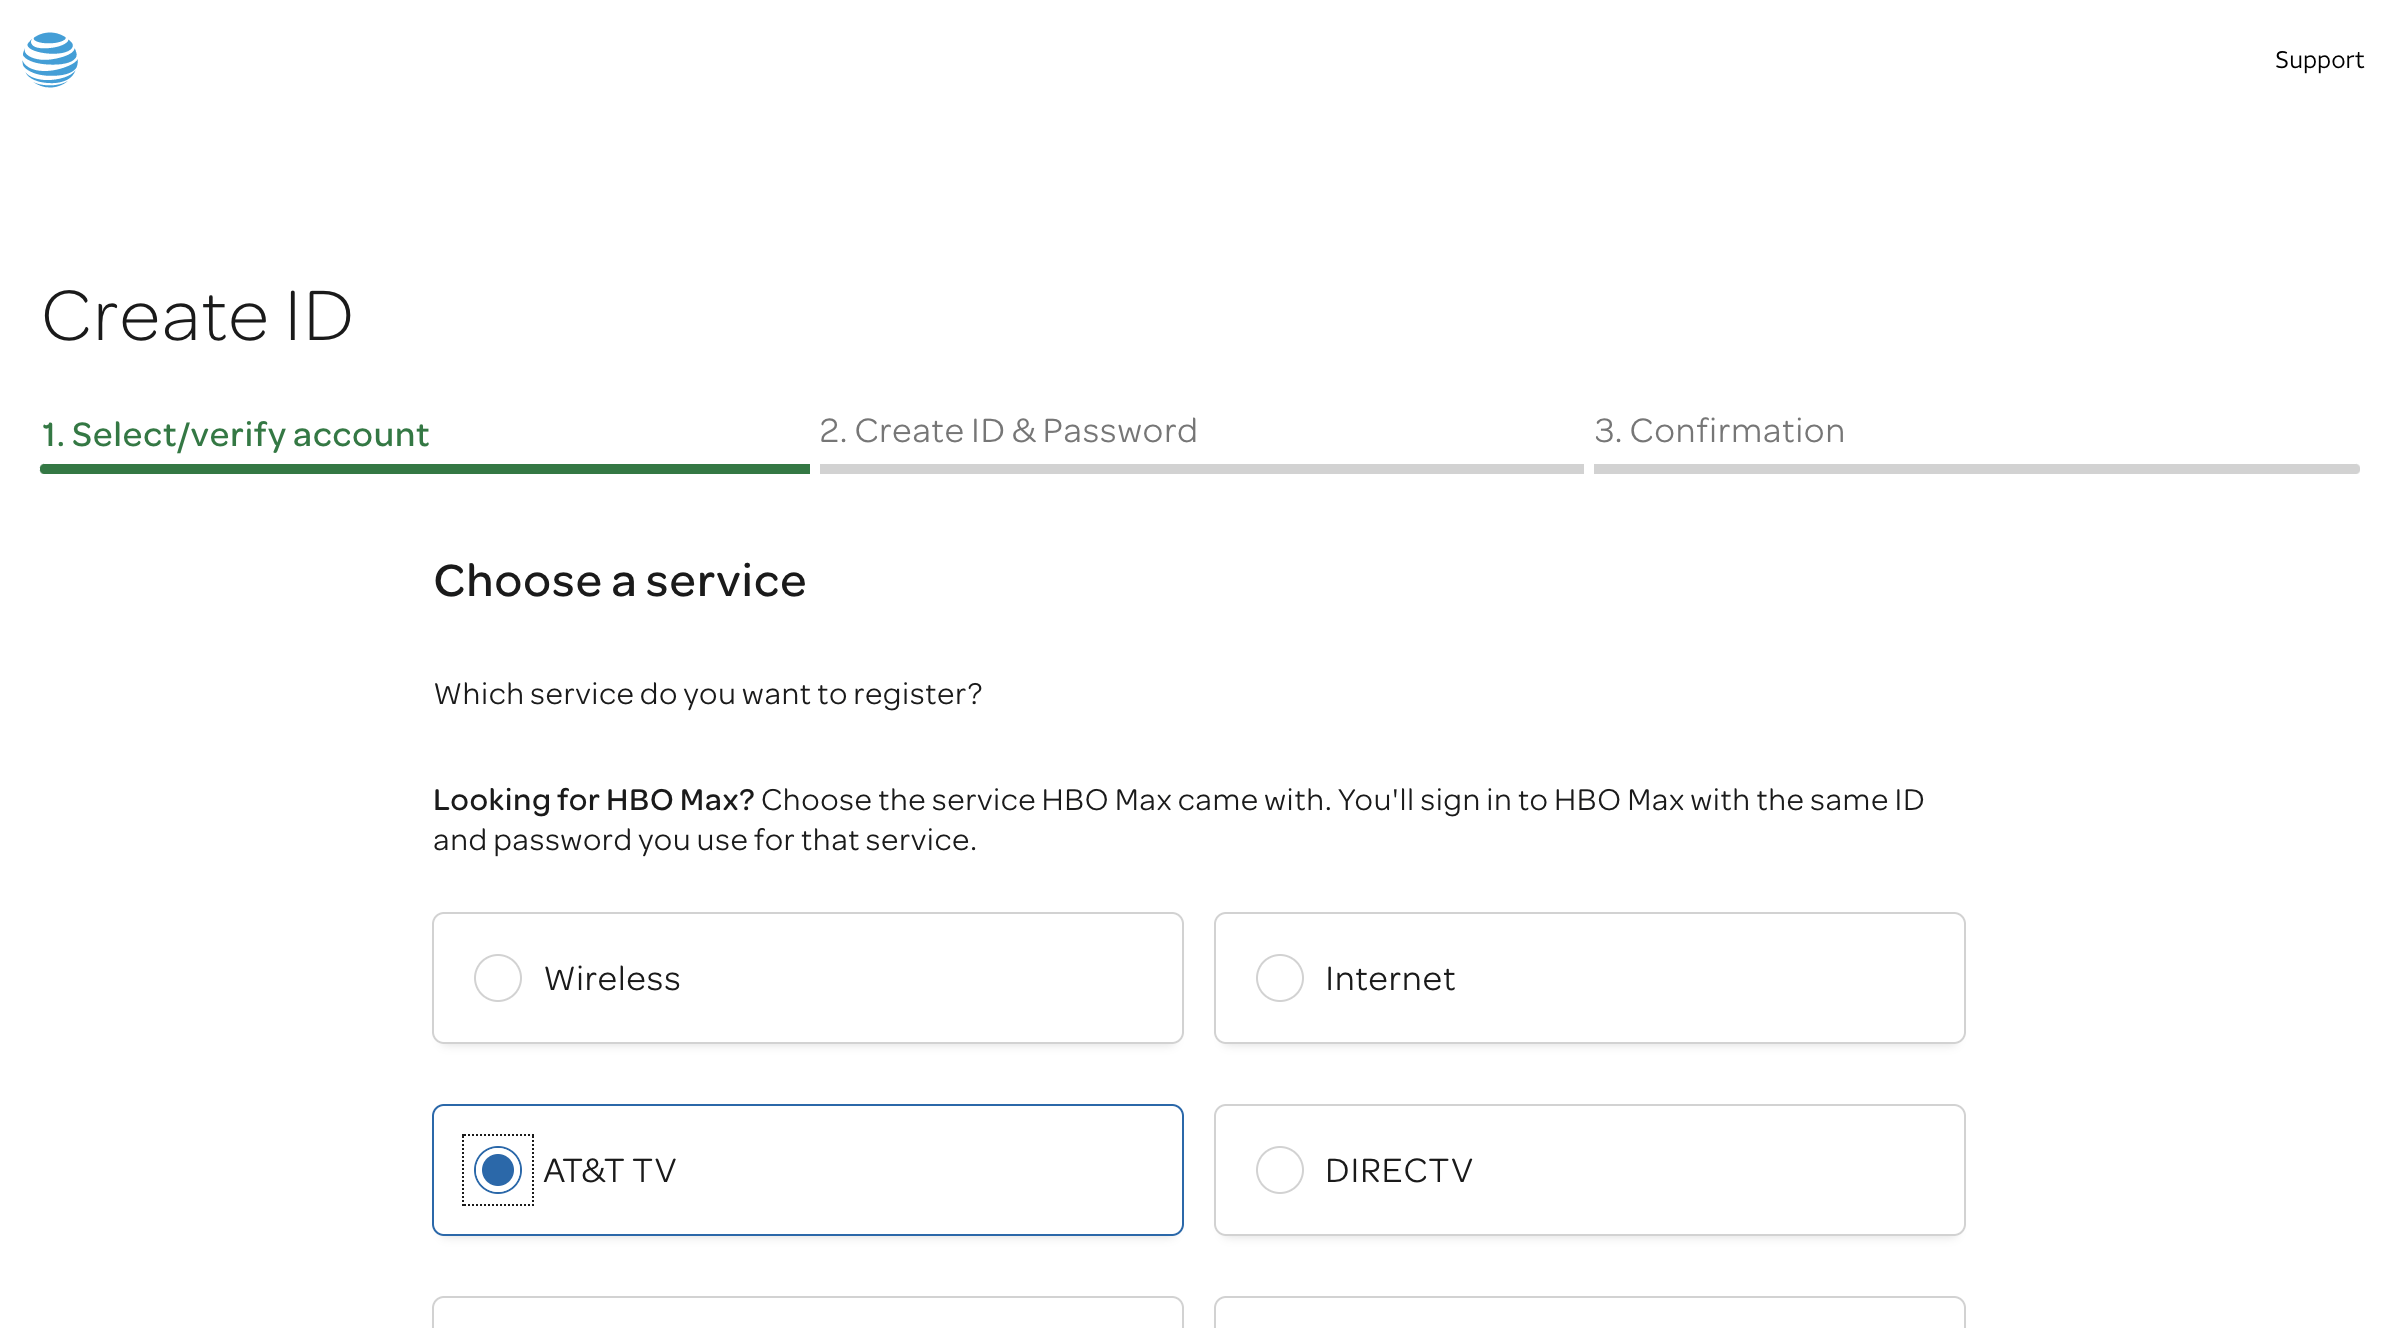 Support
Create ID
1. Select/verify account
2. Create ID & Password
3. Confirmation
Choose a service
Which service do you want to register?
Looking for HBO Max? Choose the service HBO Max came with. You'll sign in to HBO Max with the same ID
and password you use for that service.
Wireless
Internet
AT&T TV
DIRECTV